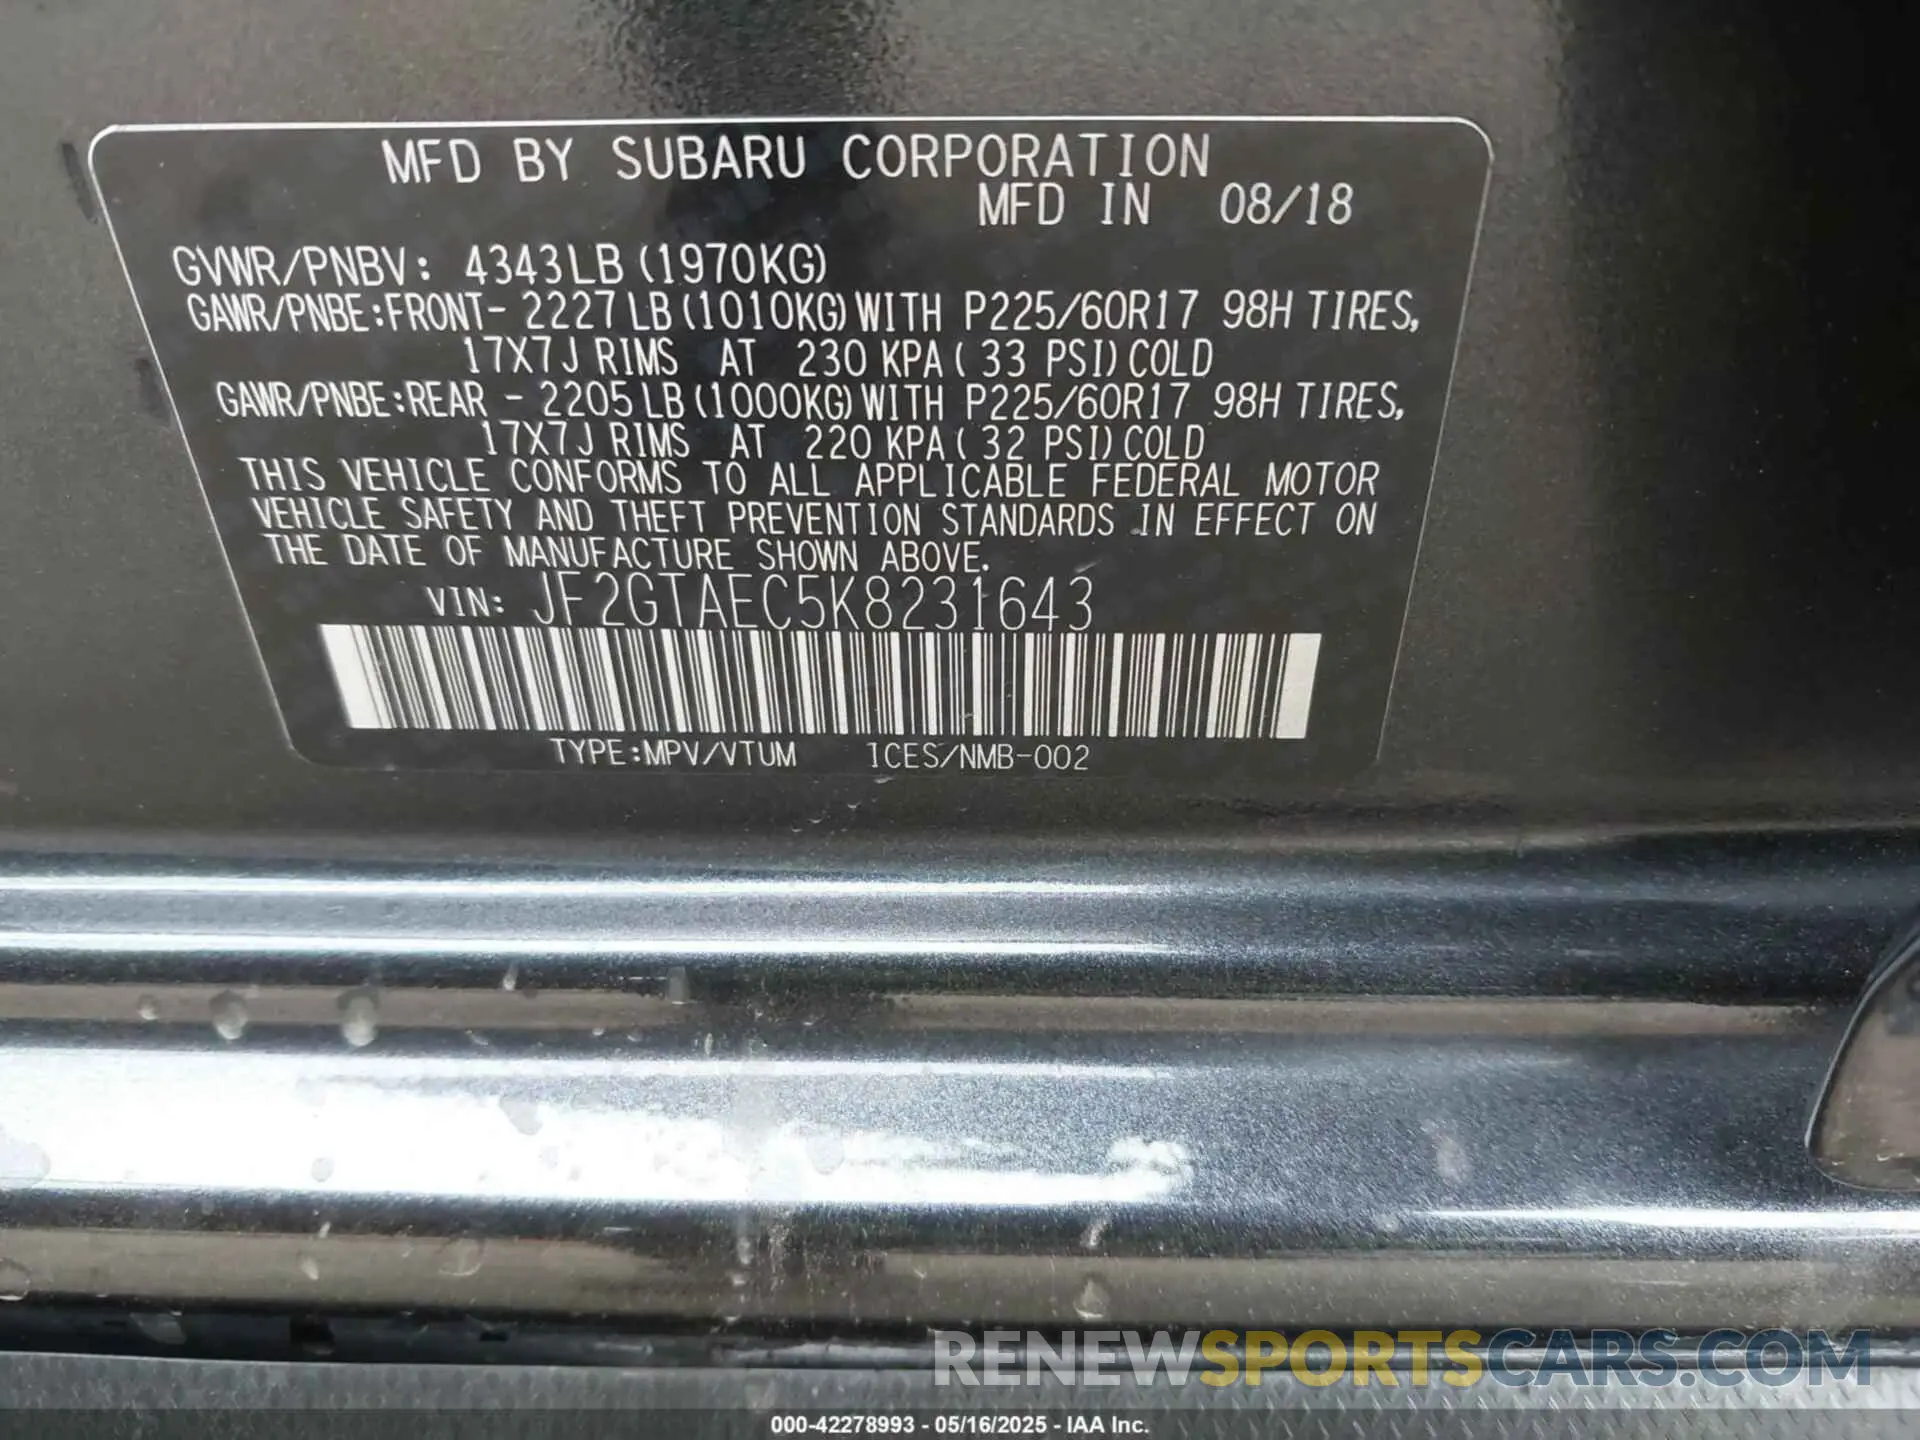 MFD BY SUBARU CORPORATION
MFD IN 08/18
GVWR/PNBV: 4343LB (1970KG)
GAWR/PNBE:FRONT- 2227LB (1010KG) WITH P225/60R17 98H TIRES,
17X7J RIMS AT 230 KPA ( 33 PSI) COLD
GAWR/PNBE:REAR - 2205LB (1000KG) WITH P225/60R17 98H TIRES,
17X7J RIMS AT 220 KPA ( 32 PSI) COLD
THIS VEHICLE CONFORMS TO ALL APPLICABLE FEDERAL MOTOR
VEHICLE SAFETY AND THEFT PREVENTION STANDARDS IN EFFECT ON
THE DATE OF MANUFACTURE SHOWN ABOVE.
VIN: JF2GTAEC5K8231643
TYPE:MPV/VTUM ICES/NMB-002
RENEWSPORTSCARS.COM
000-42278993 - 05/16/2025 - IAA Inc.